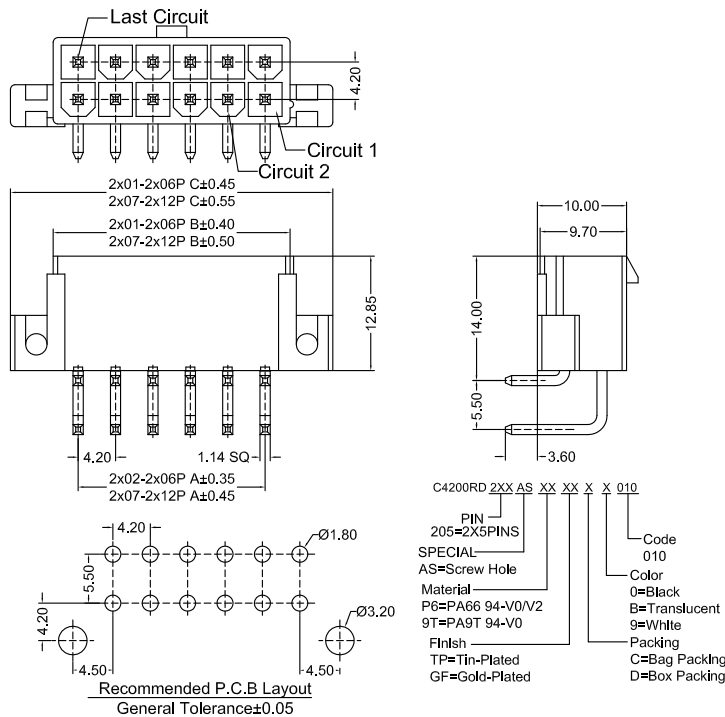 Last Circuit
4.20
Circuit 1
Circuit 2
2x01-2x06P C±0.45
2x07-2x12P C±0.55
2x01-2x06P B±0.40
2x07-2x12P B±0.50
12.85
4.20
1.14 SQ
2x02-2x06P A±0.35
2x07-2x12P A±0.45
10.00
9.70
14.00
5.50
3.60
4.20
Ø1.80
5.50
4.20
Ø3.20
4.50
4.50
Recommended P.C.B Layout
General Tolerance±0.05
C4200RD 2XX AS XX XX X X 010
PIN
205=2X5PINS
SPECIAL
AS=Screw Hole
Material
P6=PA66 94-V0/V2
9T=PA9T 94-V0
Finish
TP=Tin-Plated
GF=Gold-Plated
Code
010
Color
0=Black
B=Translucent
9=White
Packing
C=Bag Packing
D=Box Packing